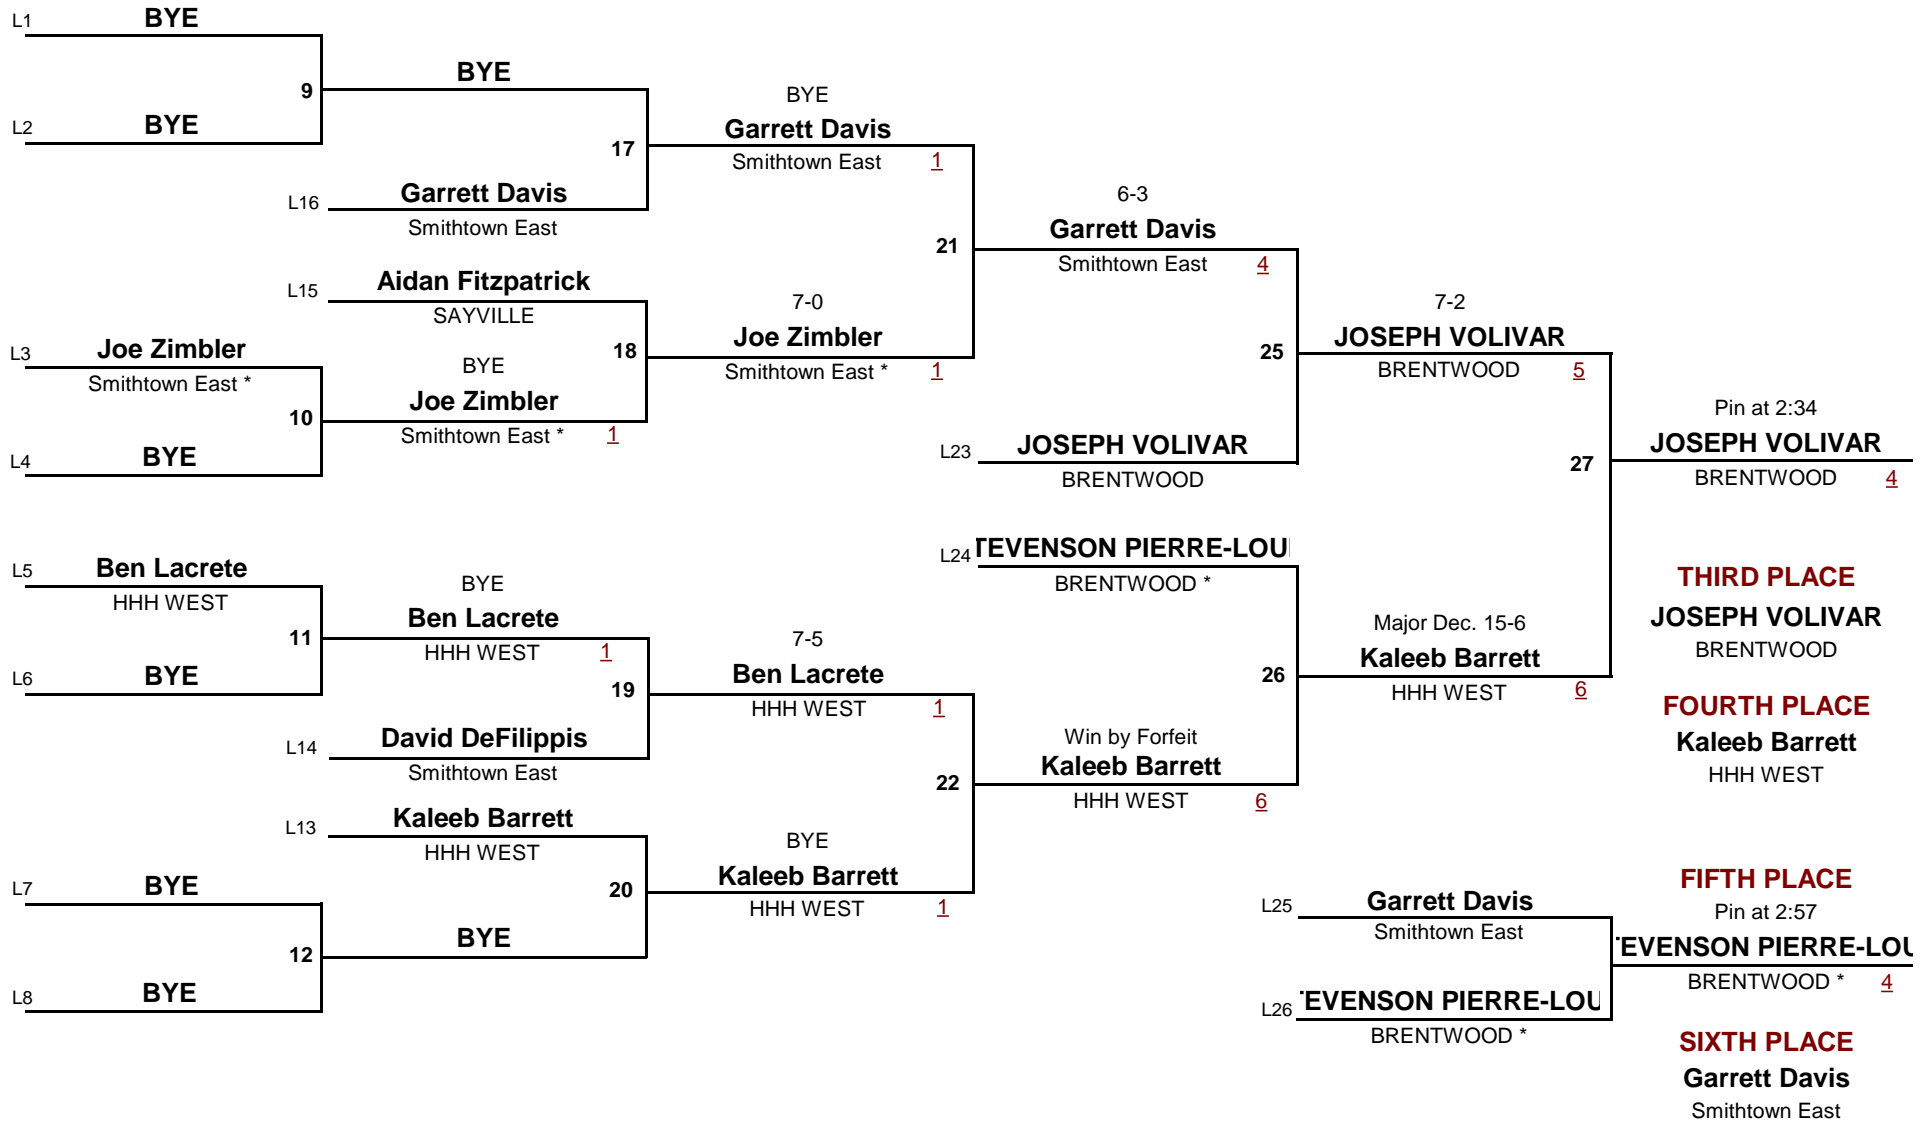 L1 BYE
9
L2 BYE
BYE
17
L16 Garrett Davis
Smithtown East
BYE
Garrett Davis
Smithtown East 1
L15 Aidan Fitzpatrick
SAYVILLE
L3 Joe Zimbler
Smithtown East *
10
L4 BYE
BYE
Joe Zimbler
Smithtown East * 1
18
7-0
Joe Zimbler
Smithtown East * 1
21
6-3
Garrett Davis
Smithtown East 4
L23 JOSEPH VOLIVAR
BRENTWOOD
25
7-2
JOSEPH VOLIVAR
BRENTWOOD 5
L5 Ben Lacrete
HHH WEST
11
L6 BYE
BYE
Ben Lacrete
HHH WEST 1
19
L14 David DeFilippis
Smithtown East
7-5
Ben Lacrete
HHH WEST 1
L13 Kaleeb Barrett
HHH WEST
L7 BYE
12
L8 BYE
BYE
20
BYE
Kaleeb Barrett
HHH WEST 1
22
Win by Forfeit
Kaleeb Barrett
HHH WEST 6
L24 TEVENSON PIERRE-LOUI
BRENTWOOD *
26
Major Dec. 15-6
Kaleeb Barrett
HHH WEST 6
27
Pin at 2:34
JOSEPH VOLIVAR
BRENTWOOD 4
THIRD PLACE
JOSEPH VOLIVAR
BRENTWOOD
FOURTH PLACE
Kaleeb Barrett
HHH WEST
L25 Garrett Davis
Smithtown East
L26 EVENSON PIERRE-LOU
BRENTWOOD *
FIFTH PLACE
Pin at 2:57
EVENSON PIERRE-LOU
BRENTWOOD * 4
SIXTH PLACE
Garrett Davis
Smithtown East